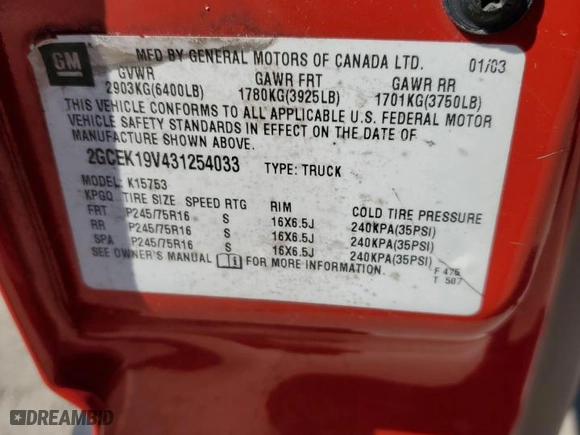 GM
MFD BY GENERAL MOTORS OF CANADA LTD. 01/03
GVWR GAWR FRT GAWR RR
2903KG(6400LB) 1780KG(3925LB) 1701KG(3750LB)
THIS VEHICLE CONFORMS TO ALL APPLICABLE U.S. FEDERAL MOTOR
VEHICLE SAFETY STANDARDS IN EFFECT ON THE DATE OF
MANUFACTURE SHOWN ABOVE.
2GCEK19V431254033 TYPE: TRUCK
MODEL: K15753
KPGQ TIRE SIZE SPEED RTG RIM COLD TIRE PRESSURE
FRT P245/75R16 S 16X6.5J 240KPA(35PSI)
RR P245/75R16 S 16X6.5J 240KPA(35PSI)
SPA P245/75R16 S 16X6.5J 240KPA(35PSI)
SEE OWNER'S MANUAL FOR MORE INFORMATION.
F 475
T 507
DREAMBID